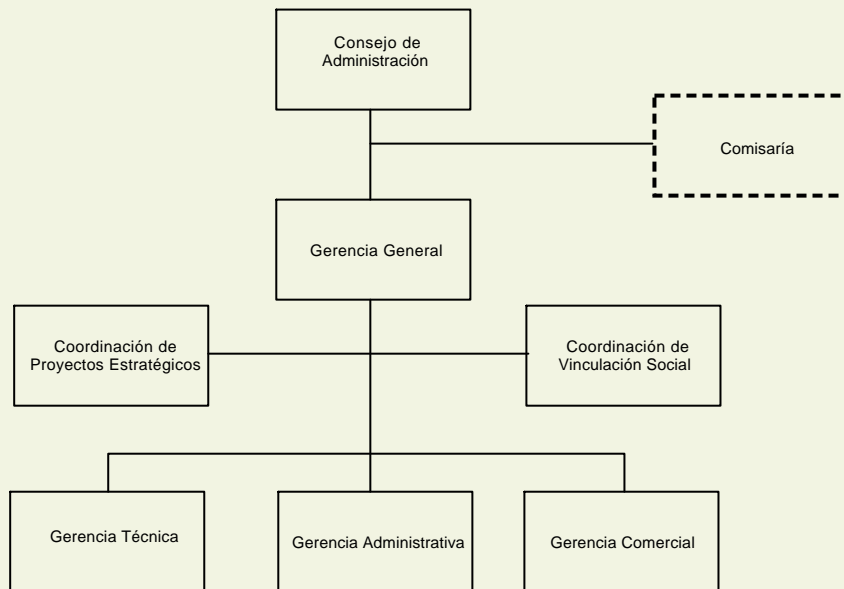 Consejo de
Administración
Comisaría
Gerencia General
Coordinación de
Proyectos Estratégicos
Coordinación de
Vinculación Social
Gerencia Técnica
Gerencia Administrativa
Gerencia Comercial